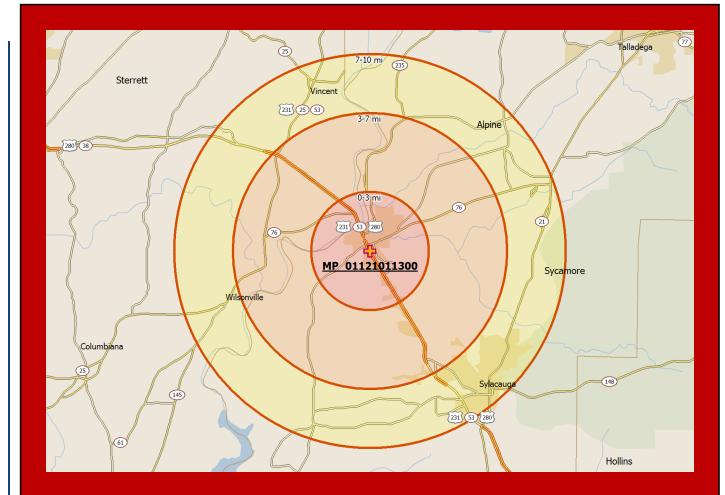 Talladega
77
25
7-10 mi
235
Sterrett
Vincent
231 25 53
3-7 mi
Alpine
280 38
0-3 mi
76
21
231 53 280
76
MP_01121011300
Sycamore
Wilsonville
Columbiana
25
148
Sylacauga
145
231 53 280
61
Hollins